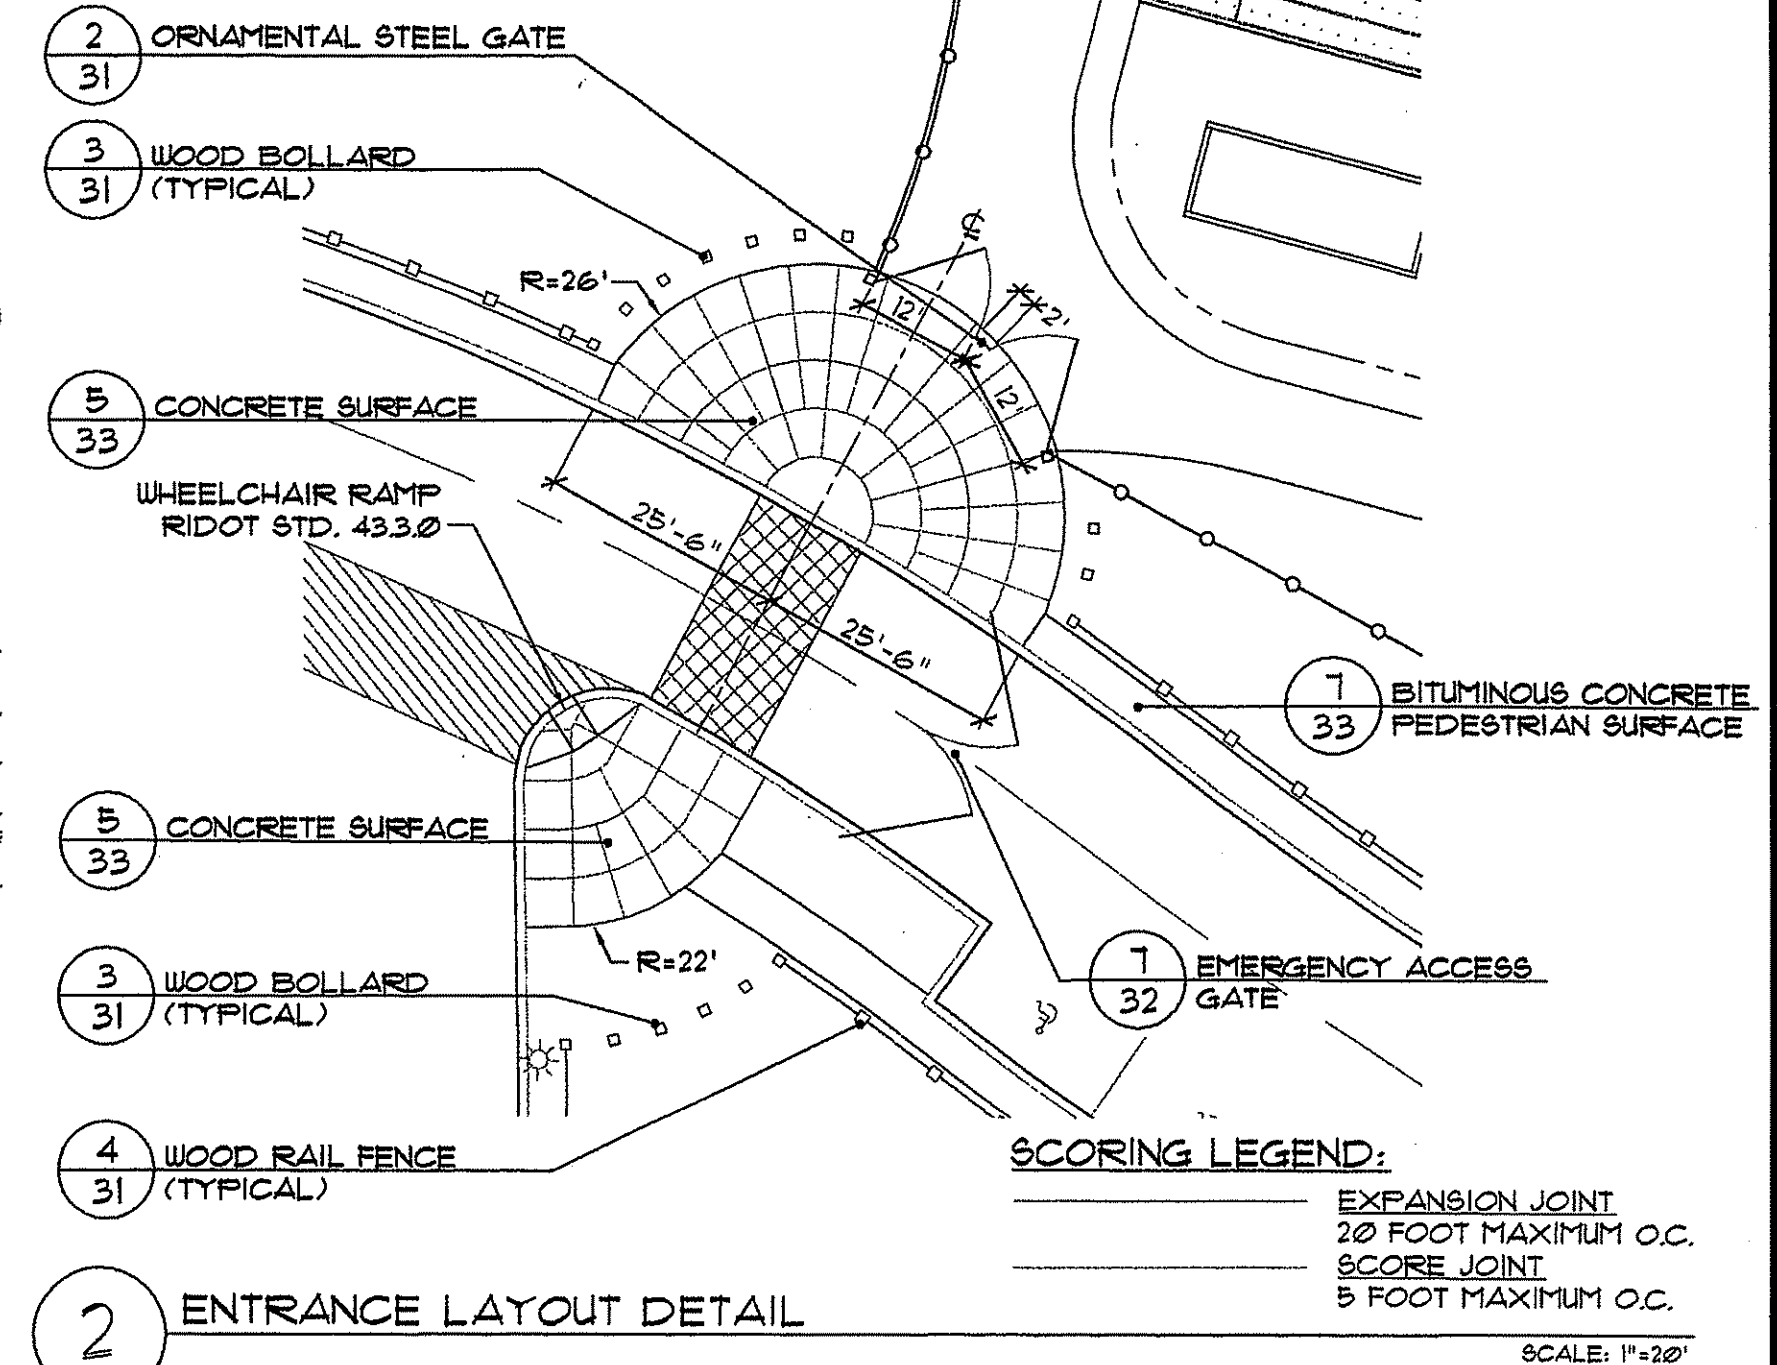 2
31
ORNAMENTAL STEEL GATE
3
31
WOOD BOLLARD
(TYPICAL)
R=26'
12'
2'
12'
5
33
CONCRETE SURFACE
WHEELCHAIR RAMP
RIDOT STD. 43.3.0
25'-6"
25'-6"
7
33
BITUMINOUS CONCRETE
PEDESTRIAN SURFACE
5
33
CONCRETE SURFACE
R=22'
3
31
WOOD BOLLARD
(TYPICAL)
7
32
EMERGENCY ACCESS
GATE
4
31
WOOD RAIL FENCE
(TYPICAL)
SCORING LEGEND:
EXPANSION JOINT
20 FOOT MAXIMUM O.C.
SCORE JOINT
5 FOOT MAXIMUM O.C.
2
ENTRANCE LAYOUT DETAIL
SCALE: 1"=20'